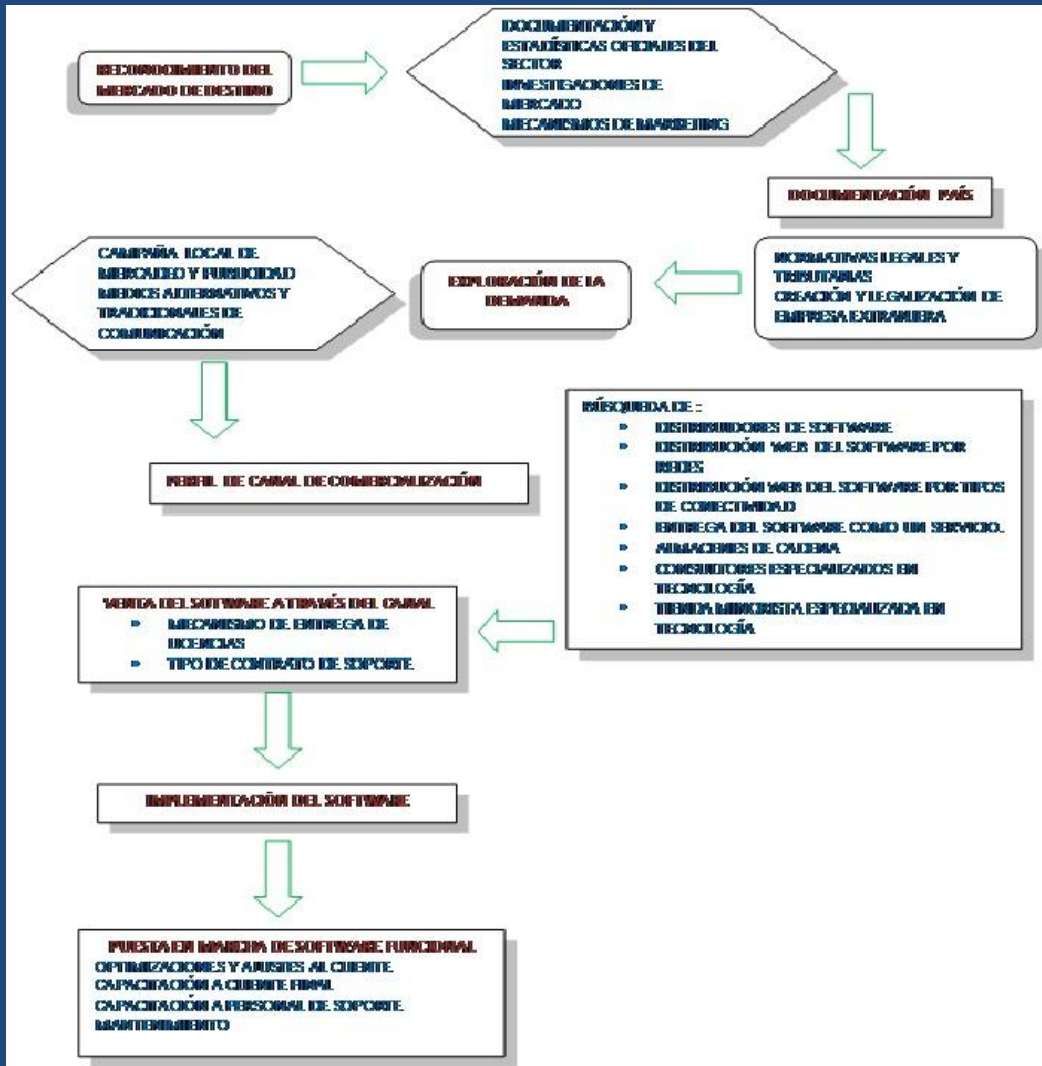 RECONOCIMIENTO DEL
MERCADO DE DESTINO
DOCUMENTACIÓN Y
ESTADÍSTICAS OFICIALES DEL
SECTOR
INVESTIGACIONES DE
MERCADO
MECANISMOS DE MARKETING
DOCUMENTACIÓN PAÍS
NORMATIVAS LEGALES Y
TRIBUTARIAS
CREACIÓN Y LEGALIZACIÓN DE
EMPRESA EXTRANJERA
EXPLORACIÓN DE LA
DEMANDA
CAMPAÑA LOCAL DE
MERCADEO Y PUBLICIDAD
MEDIOS ALTERNATIVOS Y
TRADICIONALES DE
COMUNICACIÓN
PERFIL DE CANAL DE COMERCIALIZACIÓN
BÚSQUEDA DE :
» DISTRIBUIDORES DE SOFTWARE
» DISTRIBUCIÓN WEB DEL SOFTWARE POR
REDES
» DISTRIBUCIÓN WEB DEL SOFTWARE POR TIPOS
DE CONECTIVIDAD
» ENTREGA DEL SOFTWARE COMO UN SERVICIO.
» ALMACENES DE CADENA
» CONSULTORES ESPECIALIZADOS EN
TECNOLOGÍA
» TIENDA MINORISTA ESPECIALIZADA EN
TECNOLOGÍA
VENTA DEL SOFTWARE A TRAVÉS DEL CANAL
» MECANISMO DE ENTREGA DE
LICENCIAS
» TIPO DE CONTRATO DE SOPORTE
IMPLEMENTACIÓN DEL SOFTWARE
PUESTA EN MARCHA DE SOFTWARE FUNCIONAL
OPTIMIZACIONES Y AJUSTES AL CLIENTE
CAPACITACIÓN A CLIENTE FINAL
CAPACITACIÓN A PERSONAL DE SOPORTE
MANTENIMIENTO